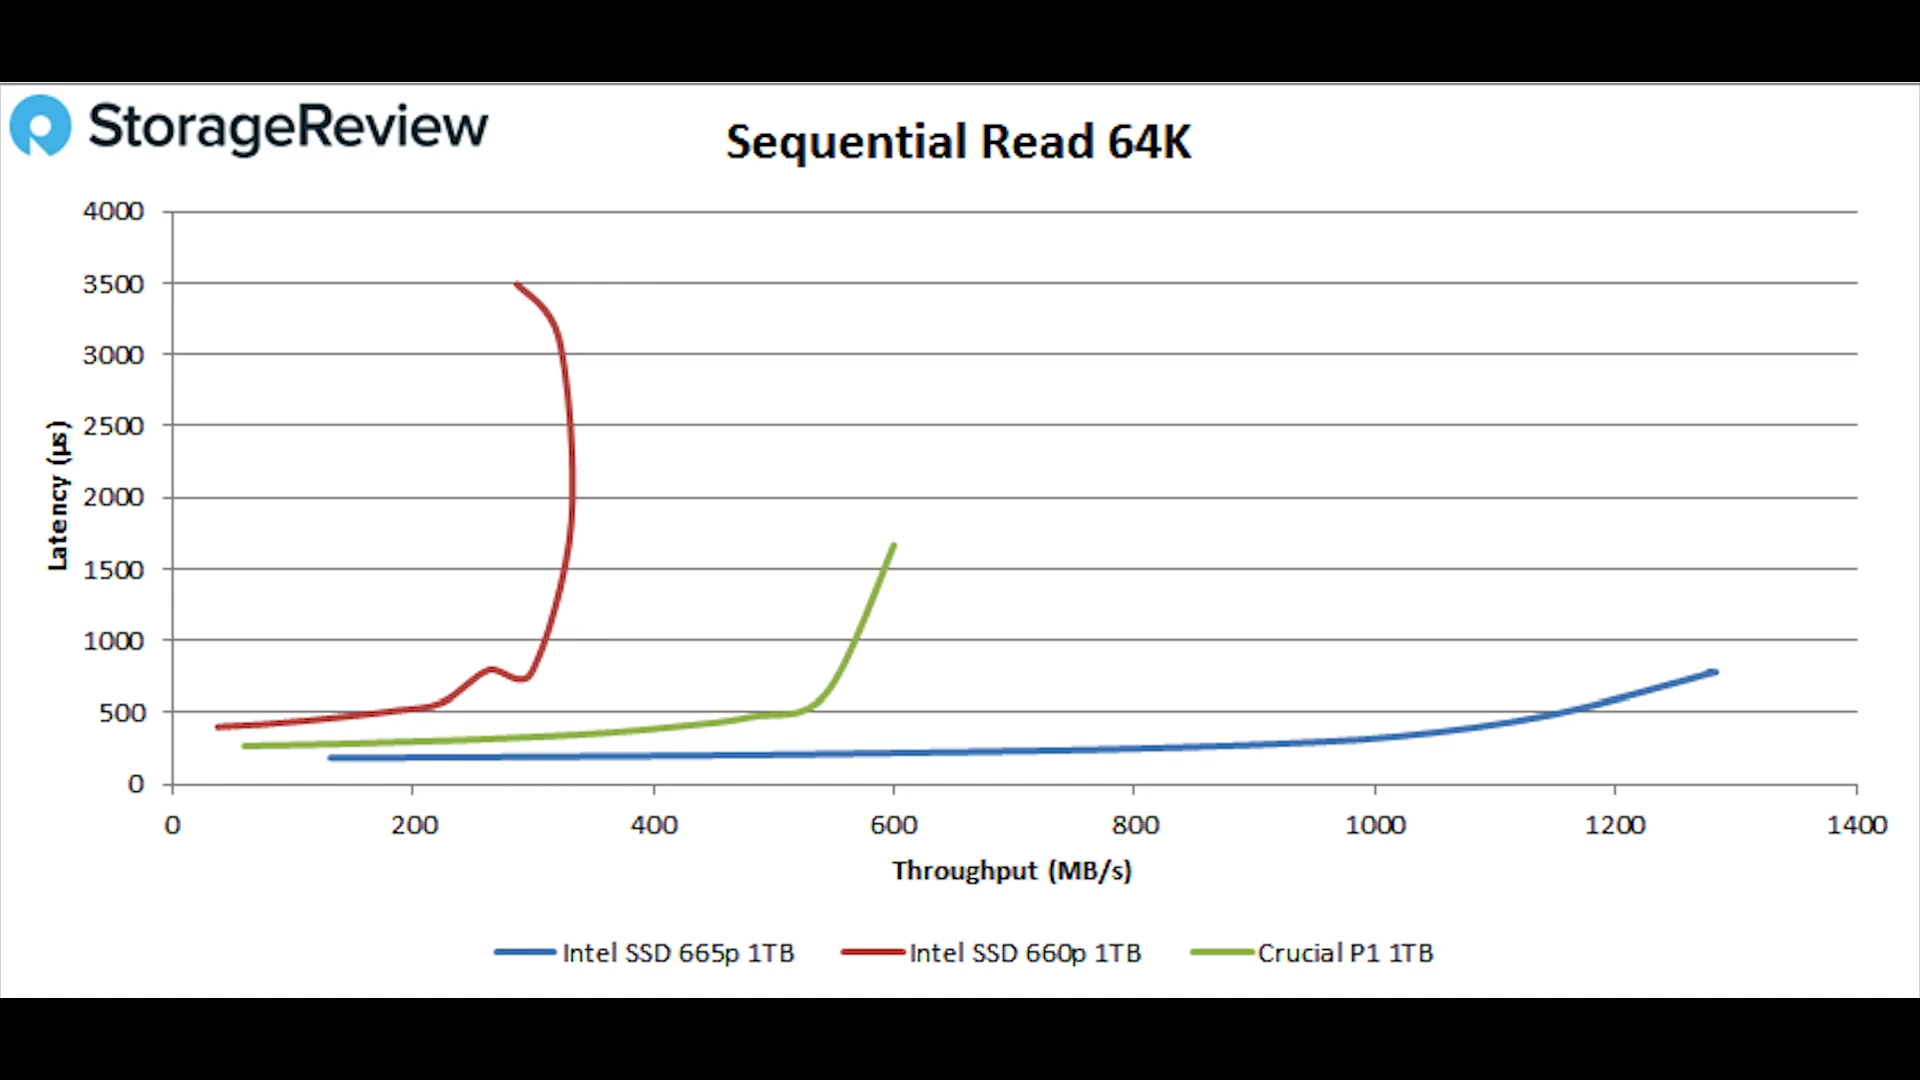 StorageReview
Sequential Read 64K
4000
3500
3000
2500
2000
1500
1000
500
0
Latency (µs)
0 200 400 600 800 1000 1200 1400
Throughput (MB/s)
Intel SSD 665p 1TB Intel SSD 660p 1TB Crucial P1 1TB